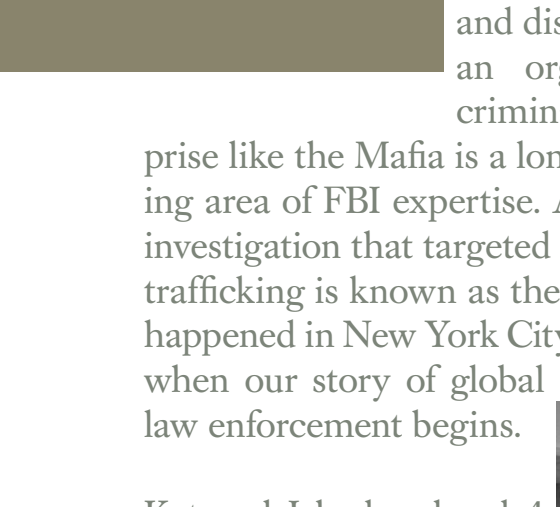 and dis
an org
crimin
prise like the Mafia is a lon
ing area of FBI expertise. A
investigation that targeted
trafficking is known as the
happened in New York City
when our story of global
law enforcement begins.